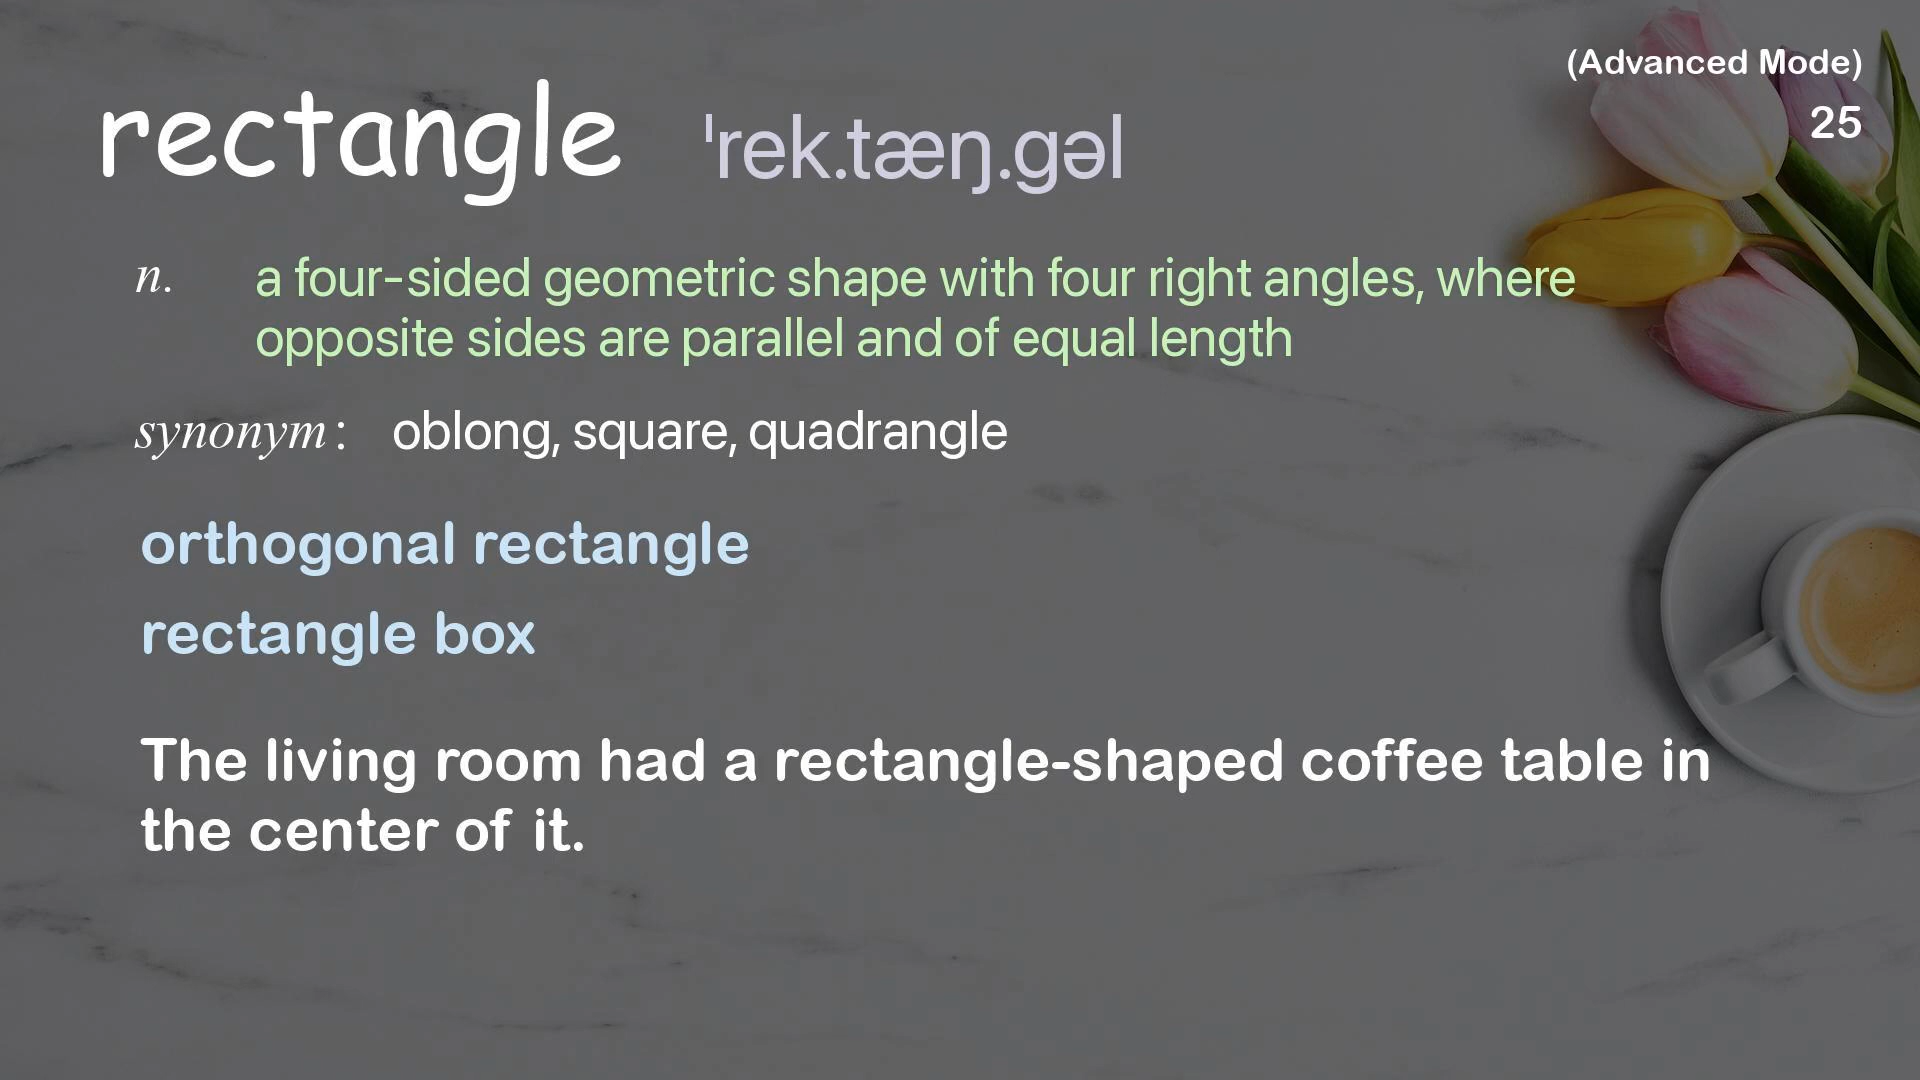 (Advanced Mode)
25
rectangle ˈrek.tæŋ.gəl
n. a four-sided geometric shape with four right angles, where
opposite sides are parallel and of equal length
synonym: oblong, square, quadrangle
orthogonal rectangle
rectangle box
The living room had a rectangle-shaped coffee table in
the center of it.